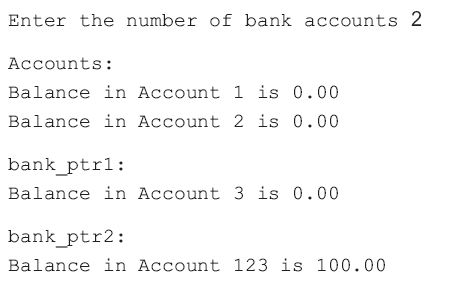 Enter the number of bank accounts 2
Accounts:
Balance in Account 1 is 0.00
Balance in Account 2 is 0.00
bank_ptr1:
Balance in Account 3 is 0.00
bank_ptr2:
Balance in Account 123 is 100.00